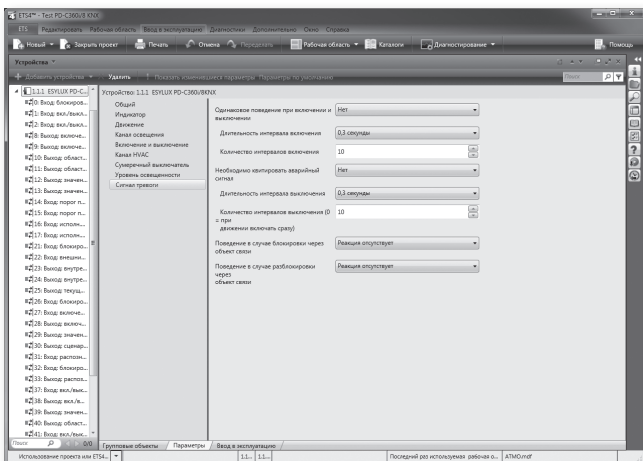 ETS4™ - Test PD-C360i/8 KNX
ETS Редактировать Рабочая область Ввод в эксплуатацию Диагностики Дополнительно Окно Справка
Новый Закрыть проект Печать Отмена Переделать Рабочая область Каталоги Диагностирование Помощь
Устройства
Добавить устройства Удалить Показать изменившиеся параметры Параметры по умолчанию Поиск
1.1.1 ESYLUX PD-C...
0: Вход: блокиров...
1: Вход: вкл./выкл...
2: Вход: вкл./выкл...
8: Выход: включе...
9: Выход: включе...
10: Выход: област...
11: Выход: област...
12: Выход: значен...
13: Выход: значен...
14: Вход: порог п...
15: Вход: порог п...
16: Вход: исполн...
17: Вход: исполн...
21: Вход: блокиро...
22: Вход: внешни...
23: Выход: внутре...
24: Выход: внутре...
25: Выход: текущ...
26: Вход: блокиро...
27: Вход: включе...
28: Выход: включ...
29: Выход: значен...
30: Выход: сценар...
31: Вход: распозн...
32: Вход: блокиро...
33: Выход: распоз...
37: Вход: вкл./вык...
38: Выход: вкл./в...
39: Выход: значен...
40: Выход: област...
41: Вход: вкл./вык...
Поиск 0/0
Устройство: 1.1.1 ESYLUX PD-C360i/8KNX
Общий
Индикатор
Движение
Канал освещения
Включение и выключение
Канал HVAC
Сумеречный выключатель
Уровень освещенности
Сигнал тревоги
Одинаковое поведение при включении и выключении Нет
Длительность интервала включения 0,3 секунды
Количество интервалов включения 10
Необходимо квитировать аварийный сигнал Нет
Длительность интервала выключения 0,3 секунды
Количество интервалов выключения (0 = при
движении включать сразу) 10
Поведение в случае блокировки через
объект связи Реакция отсутствует
Поведение в случае разблокировки
через
объект связи Реакция отсутствует
Групповые объекты Параметры Ввод в эксплуатацию
Использование проекта или ETS4... 1.1... 1.1... Последний раз используемая рабочая о... ATMO.mdf